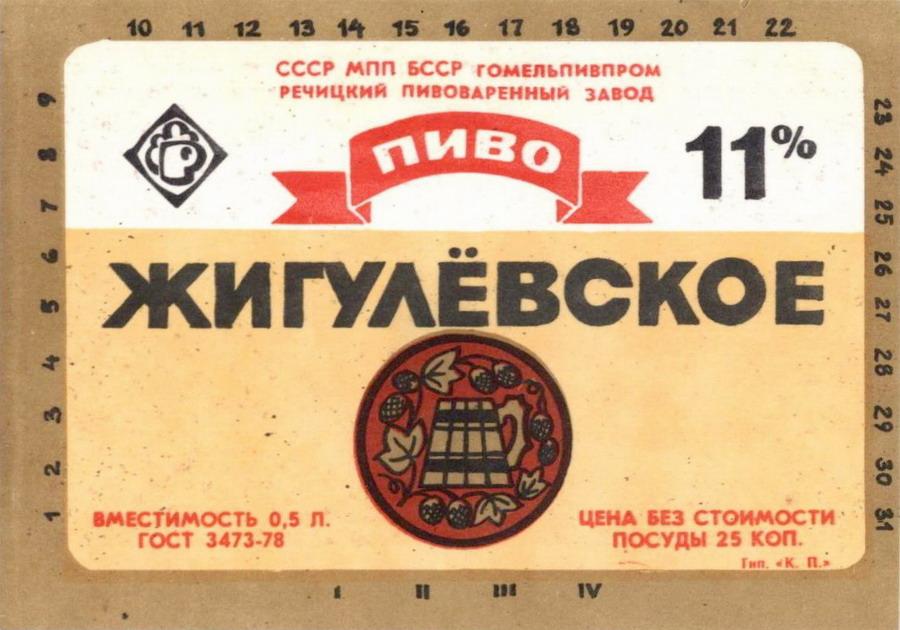 10 11 12 13 14 15 16 17 18 19 20 21 22
СССР МПП БССР ГОМЕЛЬПИВПРОМ
РЕЧИЦКИЙ ПИВОВАРЕННЫЙ ЗАВОД
ПИВО
11%
ЖИГУЛЁВСКОЕ
ВМЕСТИМОСТЬ 0,5 Л.
ГОСТ 3473-78
ЦЕНА БЕЗ СТОИМОСТИ
ПОСУДЫ 25 КОП.
Тип. «К. П.»
1 2 3 4 5 6 7 8 9
23 24 25 26 27 28 29 30 31
I II III IV